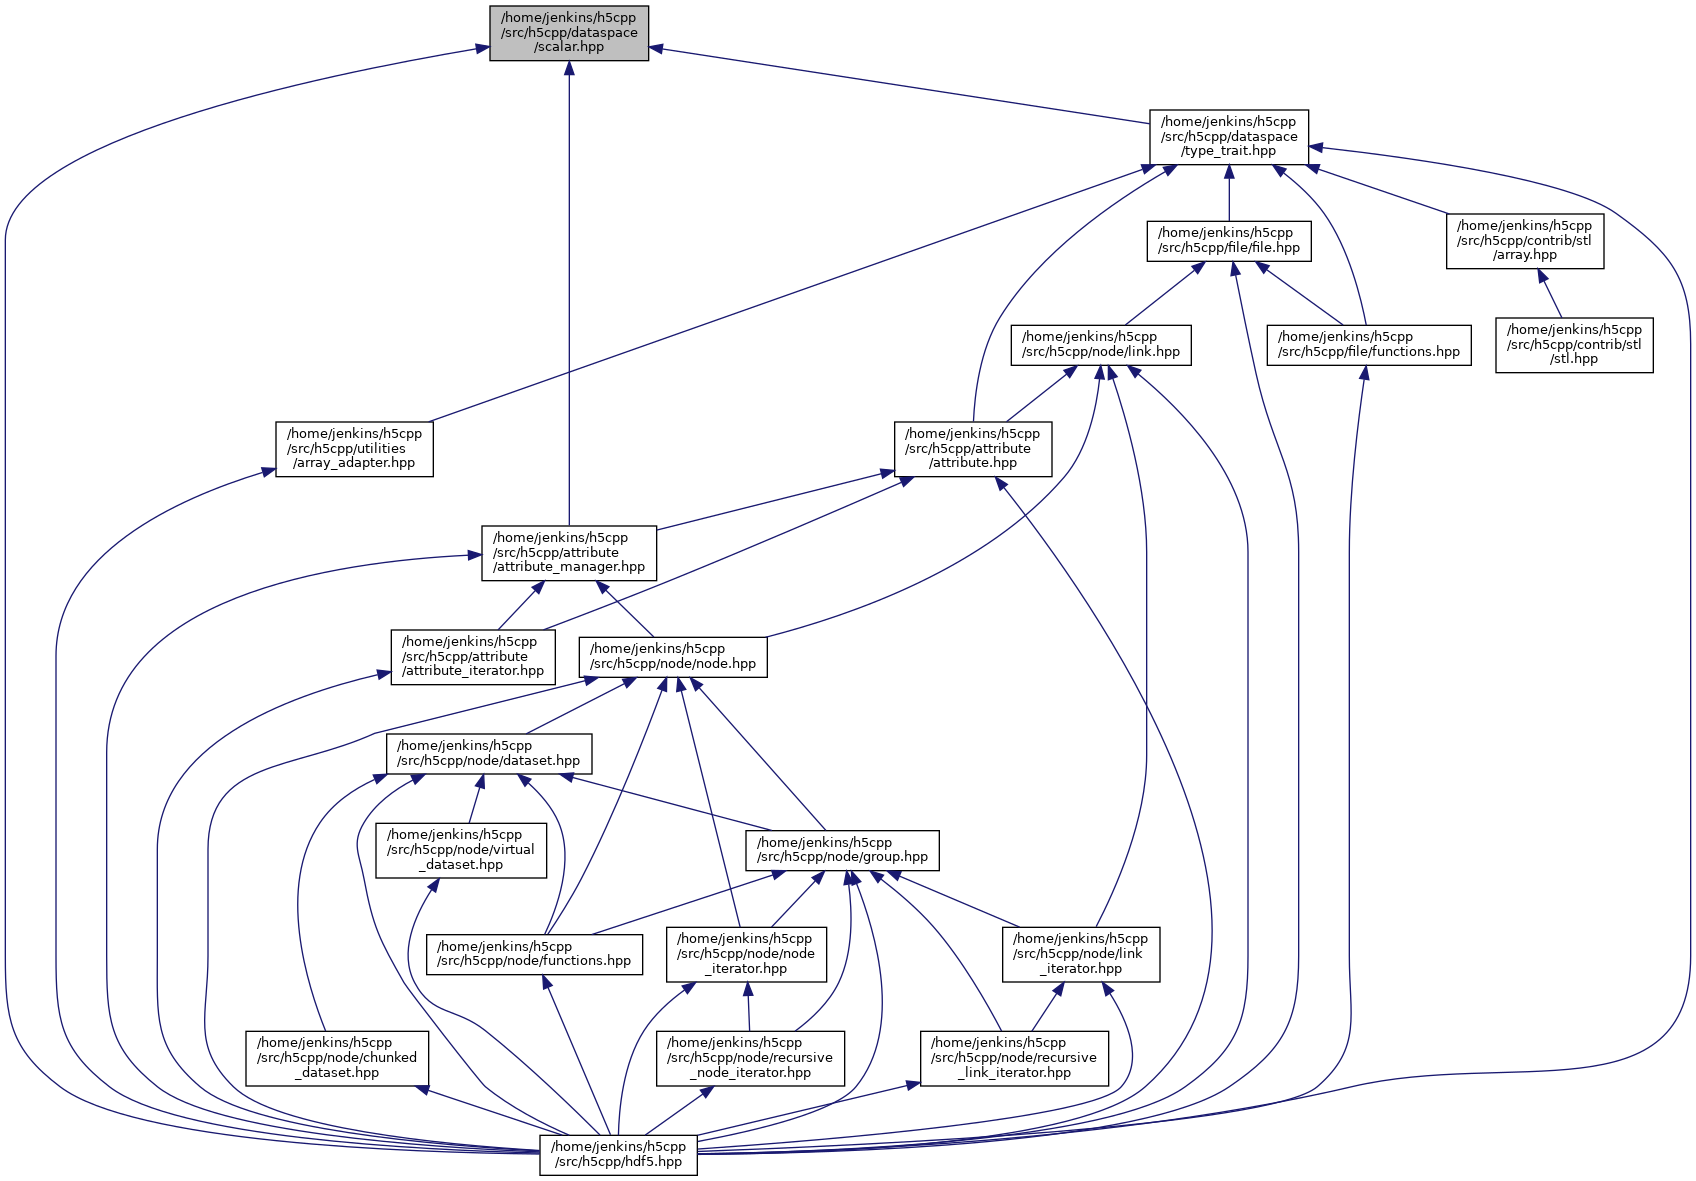 /home/jenkins/h5cpp
/src/h5cpp/dataspace
/scalar.hpp
/home/jenkins/h5cpp
/src/h5cpp/dataspace
/type_trait.hpp
/home/jenkins/h5cpp
/src/h5cpp/file/file.hpp
/home/jenkins/h5cpp
/src/h5cpp/contrib/stl
/array.hpp
/home/jenkins/h5cpp
/src/h5cpp/node/link.hpp
/home/jenkins/h5cpp
/src/h5cpp/file/functions.hpp
/home/jenkins/h5cpp
/src/h5cpp/contrib/stl
/stl.hpp
/home/jenkins/h5cpp
/src/h5cpp/utilities
/array_adapter.hpp
/home/jenkins/h5cpp
/src/h5cpp/attribute
/attribute.hpp
/home/jenkins/h5cpp
/src/h5cpp/attribute
/attribute_manager.hpp
/home/jenkins/h5cpp
/src/h5cpp/attribute
/attribute_iterator.hpp
/home/jenkins/h5cpp
/src/h5cpp/node/node.hpp
/home/jenkins/h5cpp
/src/h5cpp/node/dataset.hpp
/home/jenkins/h5cpp
/src/h5cpp/node/virtual
_dataset.hpp
/home/jenkins/h5cpp
/src/h5cpp/node/group.hpp
/home/jenkins/h5cpp
/src/h5cpp/node/functions.hpp
/home/jenkins/h5cpp
/src/h5cpp/node/node
_iterator.hpp
/home/jenkins/h5cpp
/src/h5cpp/node/link
_iterator.hpp
/home/jenkins/h5cpp
/src/h5cpp/node/chunked
_dataset.hpp
/home/jenkins/h5cpp
/src/h5cpp/node/recursive
_node_iterator.hpp
/home/jenkins/h5cpp
/src/h5cpp/node/recursive
_link_iterator.hpp
/home/jenkins/h5cpp
/src/h5cpp/hdf5.hpp